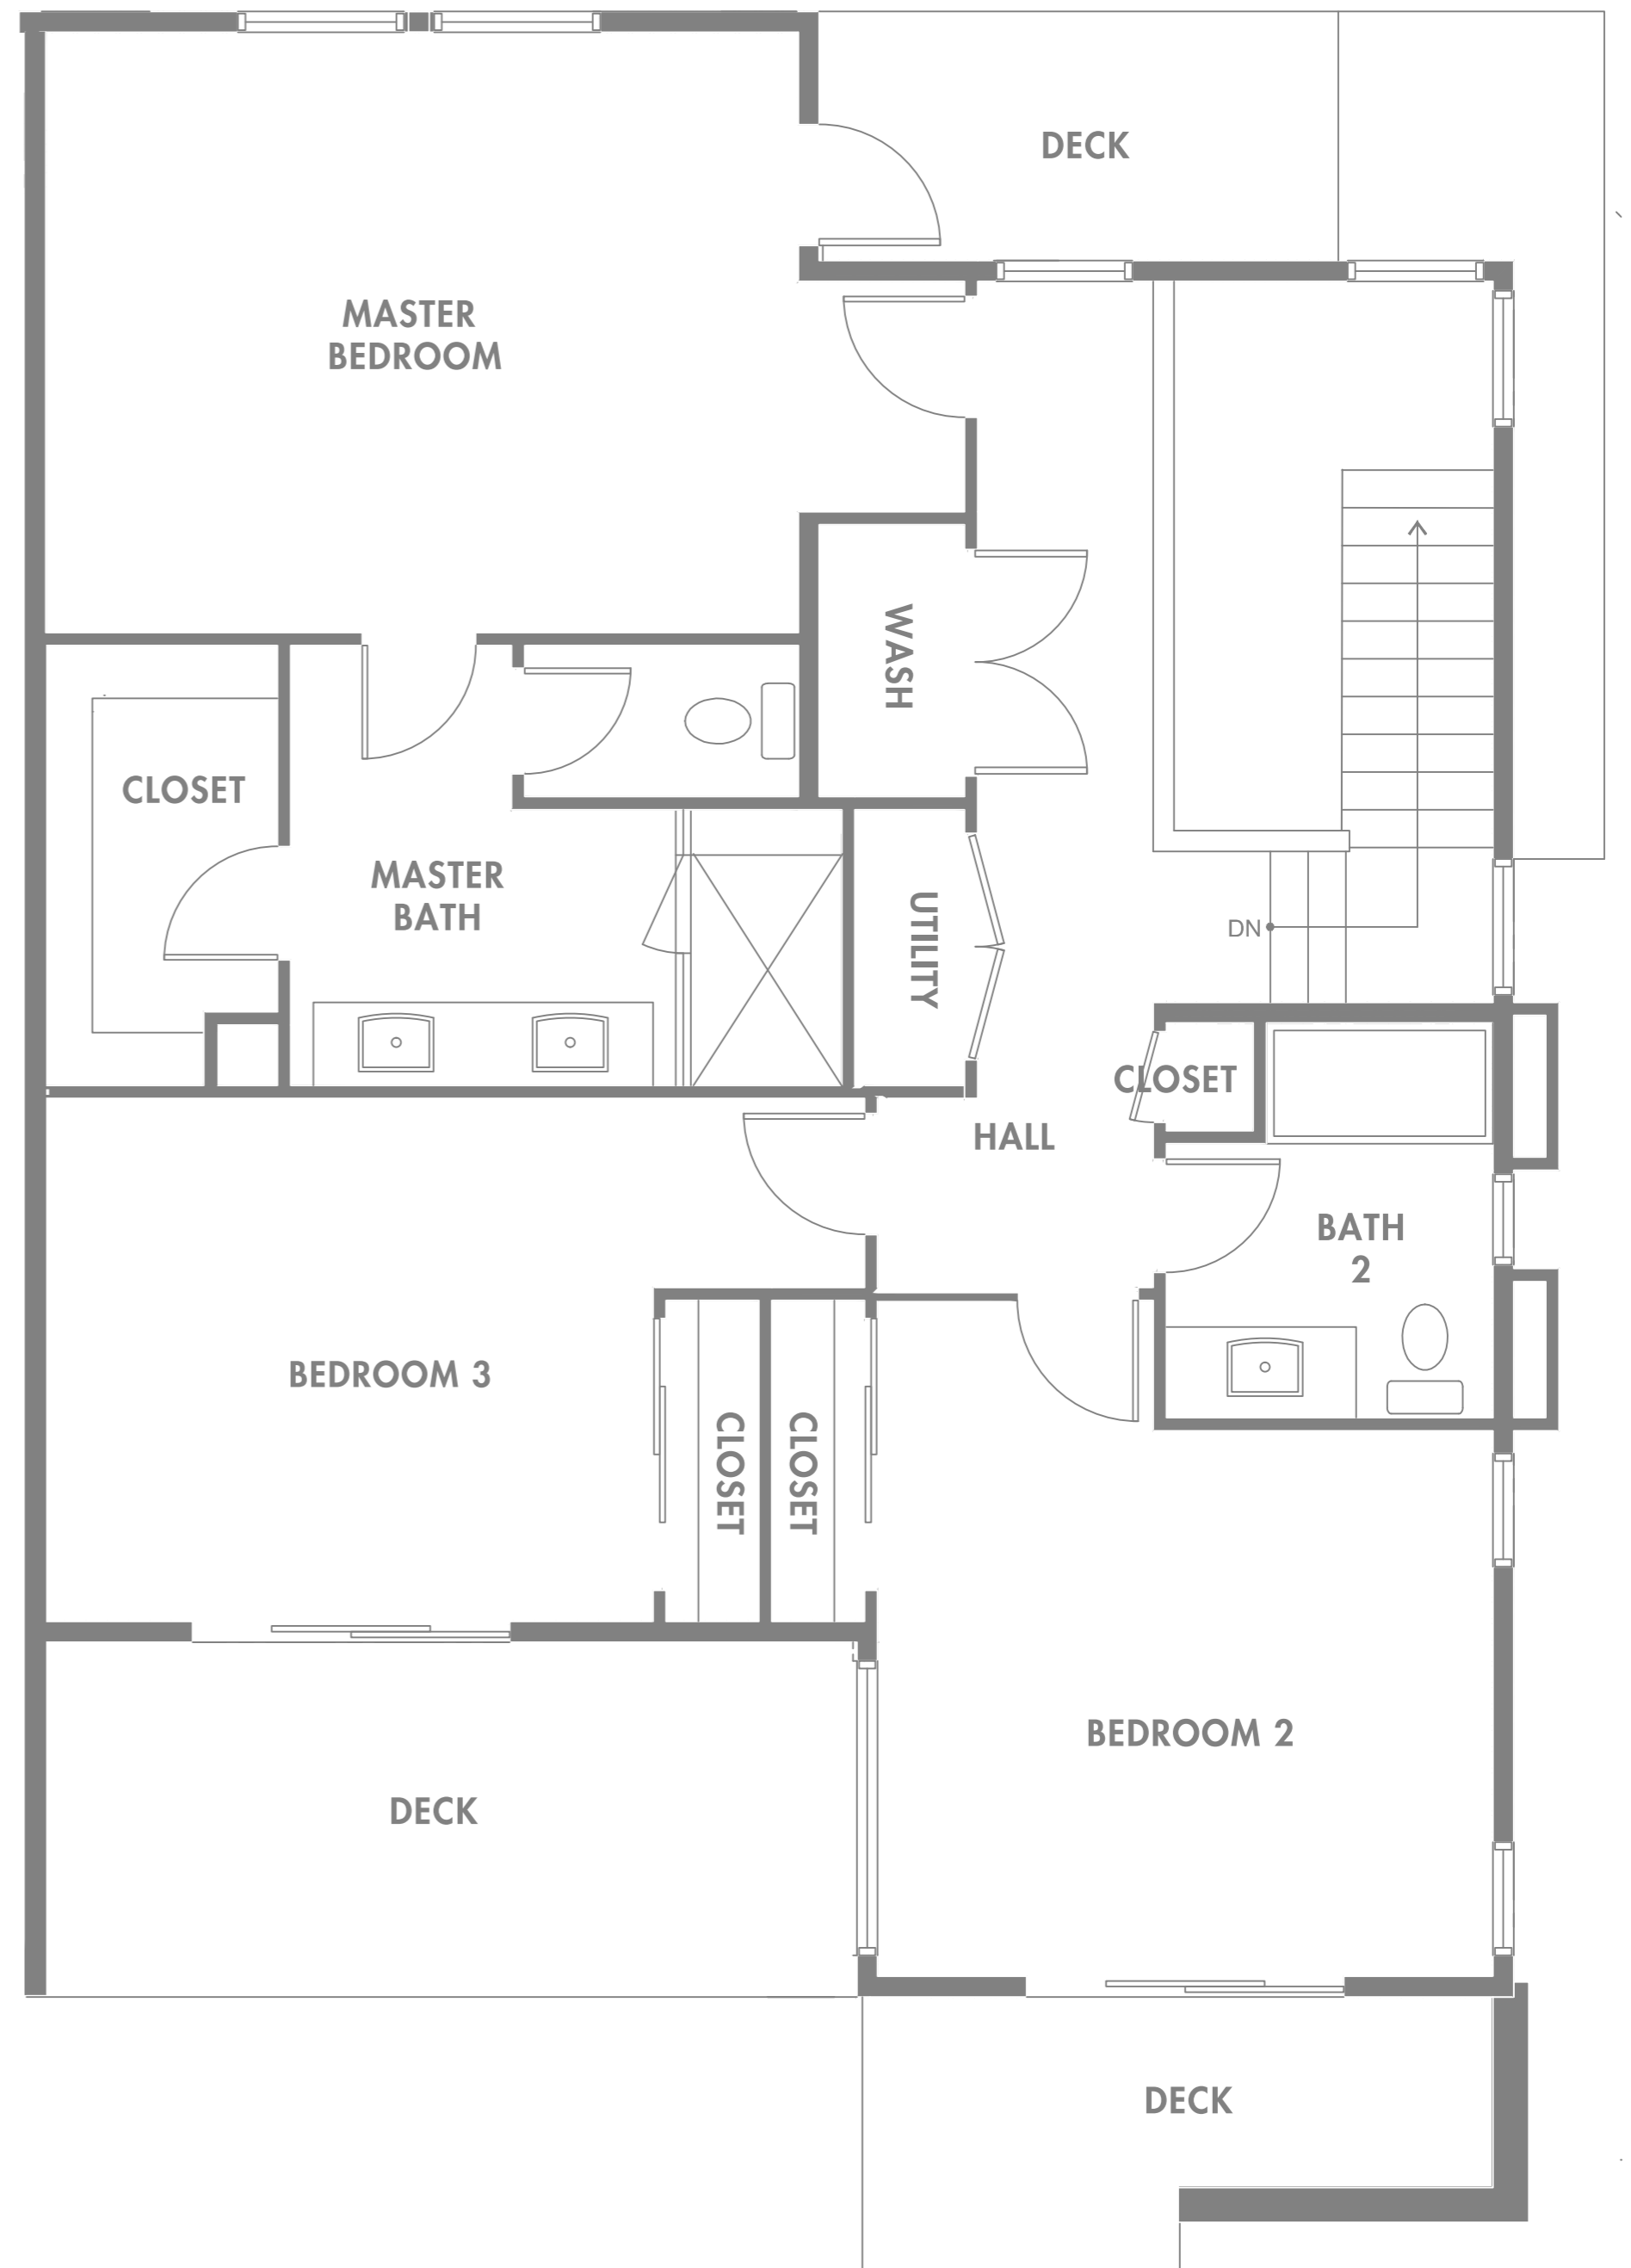 DECK
MASTER
BEDROOM
WASH
CLOSET
MASTER
BATH
UTILITY
DN
CLOSET
HALL
BATH
2
BEDROOM 3
CLOSET
CLOSET
BEDROOM 2
DECK
DECK